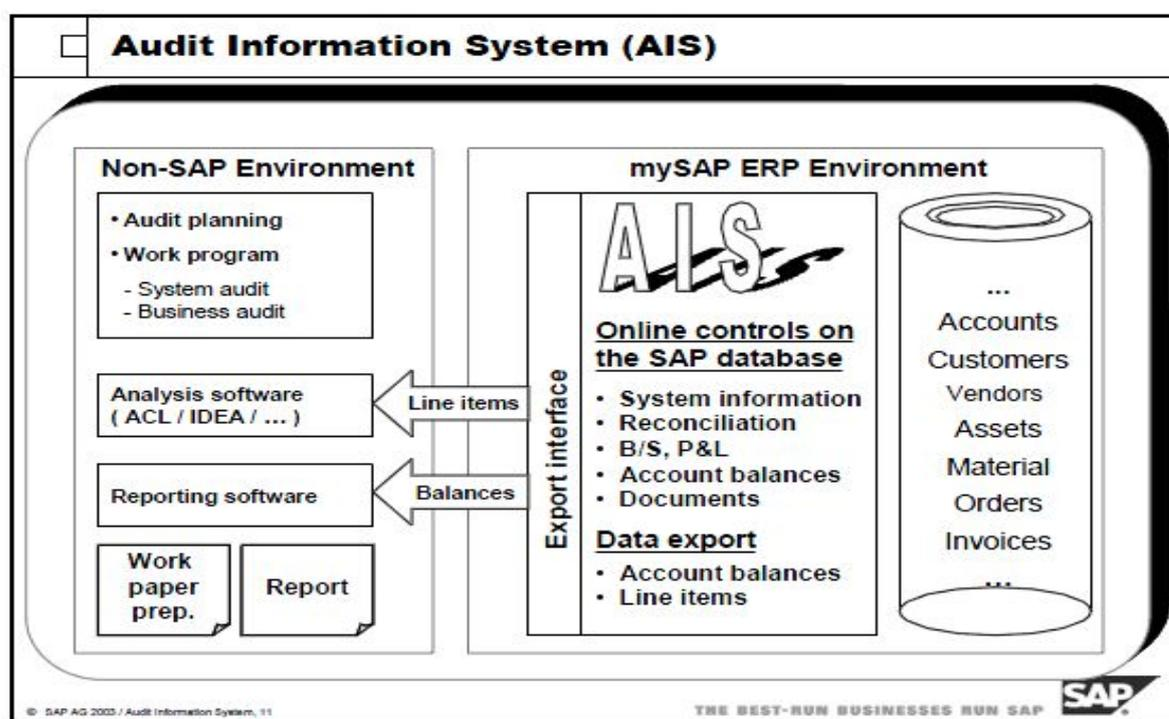 Audit Information System (AIS)
Non-SAP Environment
• Audit planning
• Work program
- System audit
- Business audit
Analysis software
( ACL / IDEA / ... )
Reporting software
Work
paper
prep.
Report
Line items
Balances
mySAP ERP Environment
Export interface
AIS
Online controls on
the SAP database
• System information
• Reconciliation
• B/S, P&L
• Account balances
• Documents
Data export
• Account balances
• Line items
...
Accounts
Customers
Vendors
Assets
Material
Orders
Invoices
...
© SAP AG 2003 / Audit Information System, 11
THE BEST-RUN BUSINESSES RUN SAP
SAP